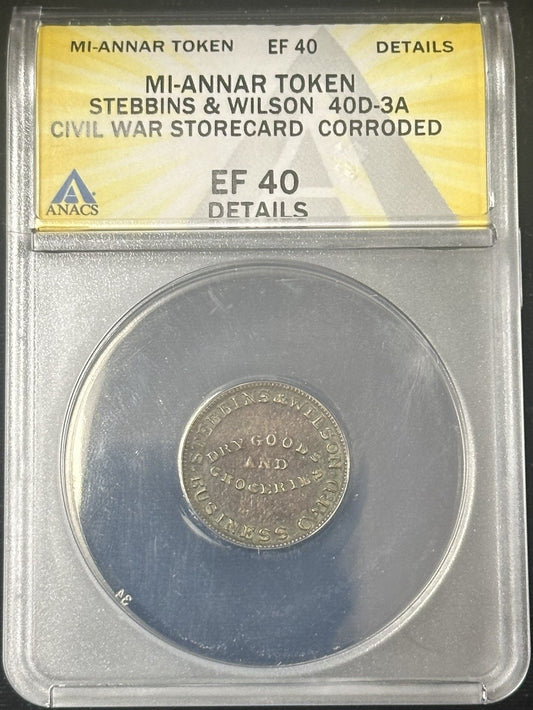 MI-ANNAR TOKEN EF 40 DETAILS
MI-ANNAR TOKEN
STEBBINS & WILSON 40D-3A
CIVIL WAR STORECARD CORRODED
EF 40
DETAILS
ANACS
STEBBINS & WILSON
DRY GOODS
AND
GROCERIES
BUSINESS CARD